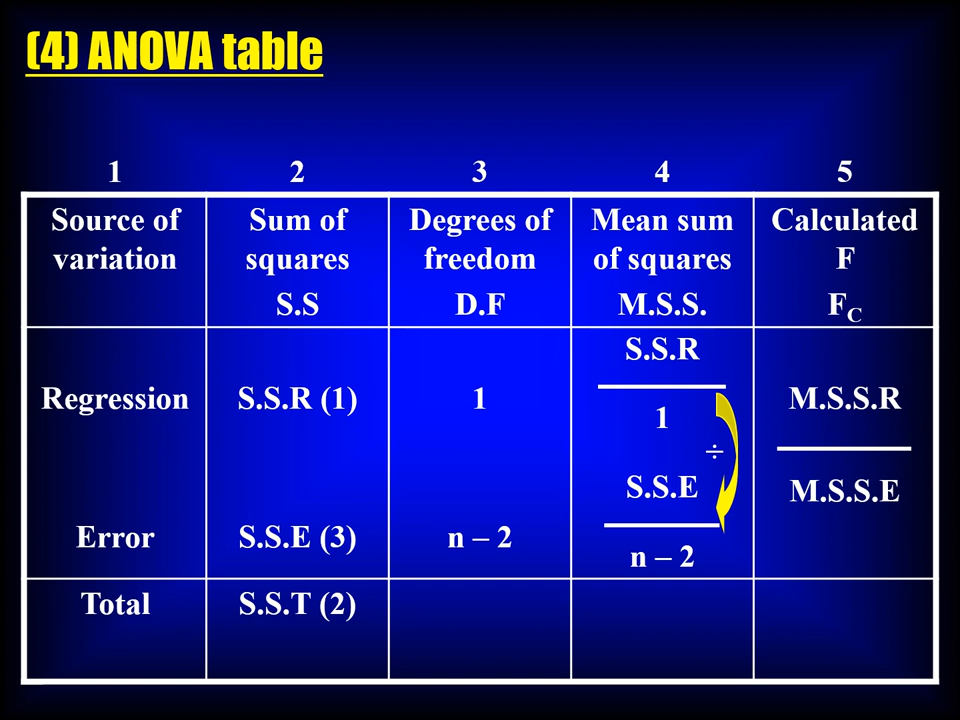 (4) ANOVA table
1 2 3 4 5
Source of variation
Sum of squares
S.S
Degrees of freedom
D.F
Mean sum of squares
M.S.S.
Calculated F
FC
Regression
S.S.R (1)
1
S.S.R
1
÷
M.S.S.R
M.S.S.E
Error
S.S.E (3)
n – 2
S.S.E
n – 2
Total
S.S.T (2)